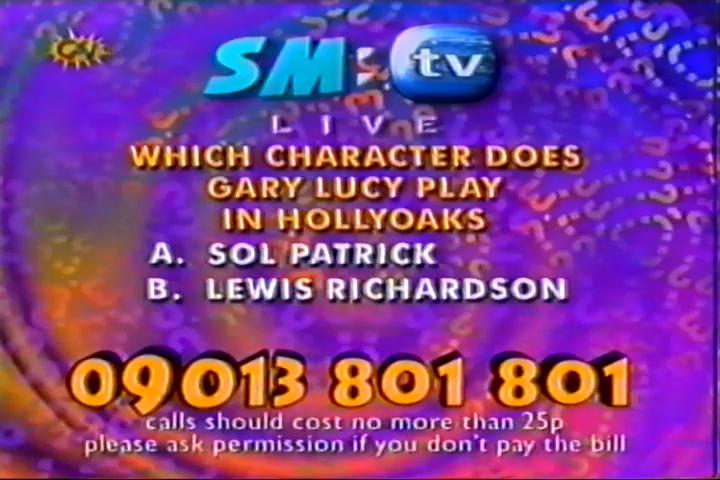 SM:tv
LIVE
WHICH CHARACTER DOES
GARY LUCY PLAY
IN HOLLYOAKS
A. SOL PATRICK
B. LEWIS RICHARDSON
09013 801 801
calls should cost no more than 25p
please ask permission if you don't pay the bill